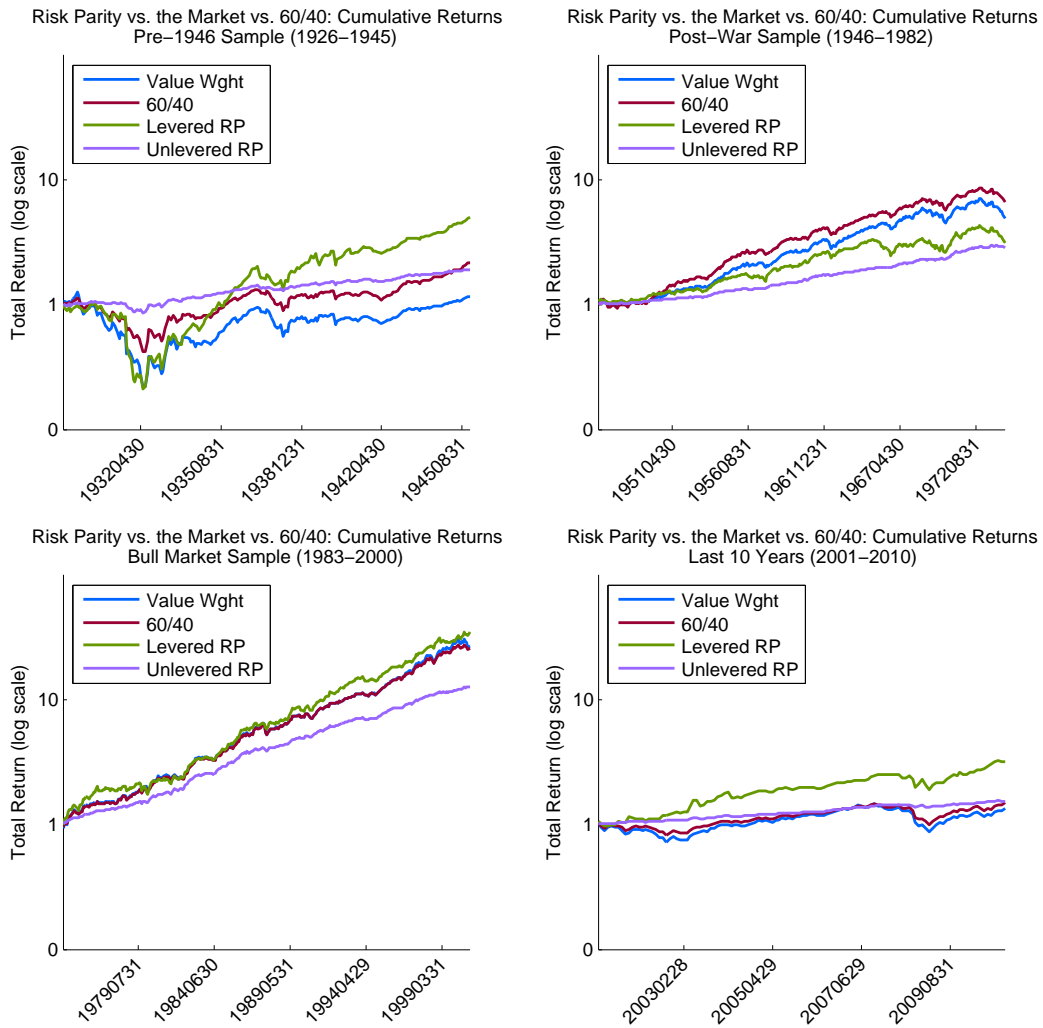 Risk Parity vs. the Market vs. 60/40: Cumulative Returns
Pre−1946 Sample (1926−1945)
Value Wght
60/40
Levered RP
Unlevered RP
Total Return (log scale)
10
1
0
19320430
19350831
19381231
19420430
19450831
Risk Parity vs. the Market vs. 60/40: Cumulative Returns
Post−War Sample (1946−1982)
Value Wght
60/40
Levered RP
Unlevered RP
Total Return (log scale)
10
1
0
19510430
19560831
19611231
19670430
19720831
Risk Parity vs. the Market vs. 60/40: Cumulative Returns
Bull Market Sample (1983−2000)
Value Wght
60/40
Levered RP
Unlevered RP
Total Return (log scale)
10
1
0
19790731
19840630
19890531
19940429
19990331
Risk Parity vs. the Market vs. 60/40: Cumulative Returns
Last 10 Years (2001−2010)
Value Wght
60/40
Levered RP
Unlevered RP
Total Return (log scale)
10
1
0
20030228
20050429
20070629
20090831